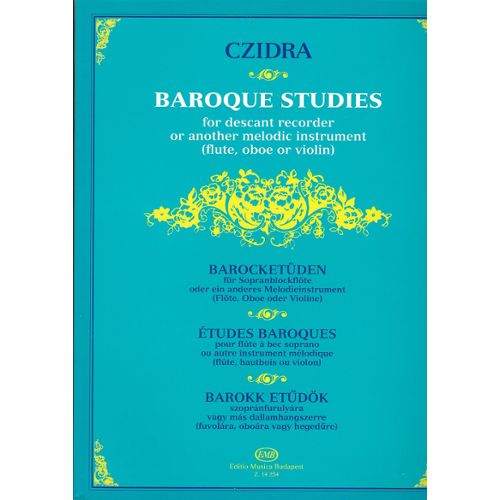 CZIDRA
BAROQUE STUDIES
for descant recorder
or another melodic instrument
(flute, oboe or violin)
BAROCKETÜDEN
für Sopranblockflöte
oder ein anderes Melodieinstrument
(Flöte, Oboe oder Violine)
ÉTUDES BAROQUES
pour flûte à bec soprano
ou autre instrument mélodique
(flûte, hautbois ou violon)
BAROKK ETŰDÖK
szopránfurulyára
vagy más dallamhangszerre
(fuvolára, oboára vagy hegedűre)
EMB
Editio Musica Budapest
Z. 14 254